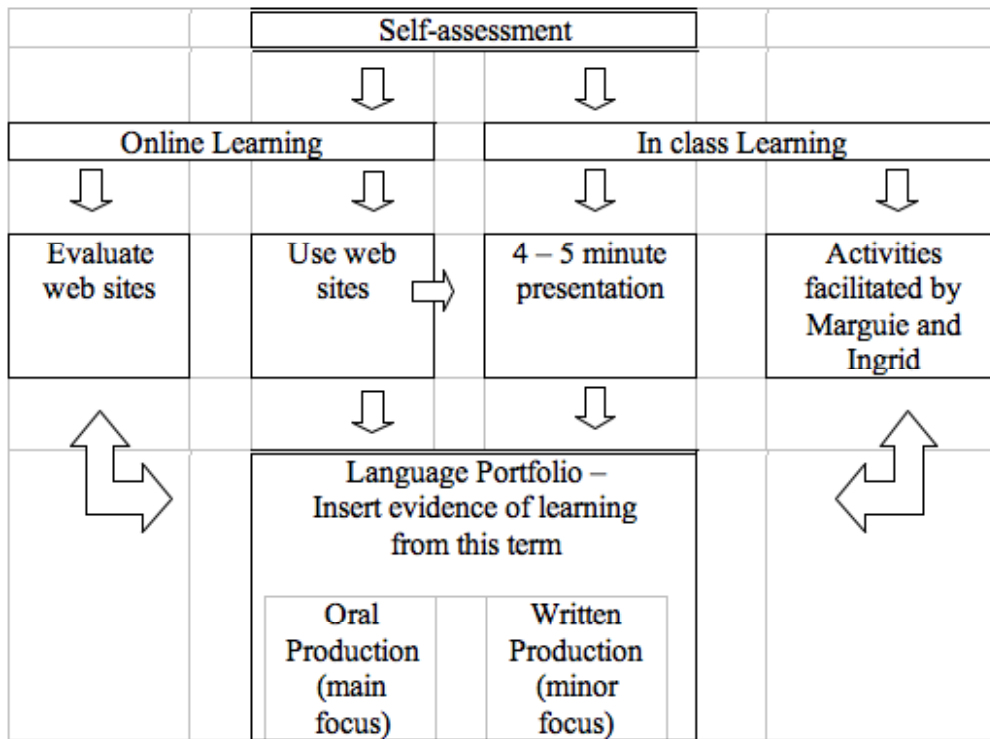 Self-assessment
Online Learning
In class Learning
Evaluate
web sites
Use web
sites
4 – 5 minute
presentation
Activities
facilitated by
Marguie and
Ingrid
Language Portfolio –
Insert evidence of learning
from this term
Oral
Production
(main
focus)
Written
Production
(minor
focus)